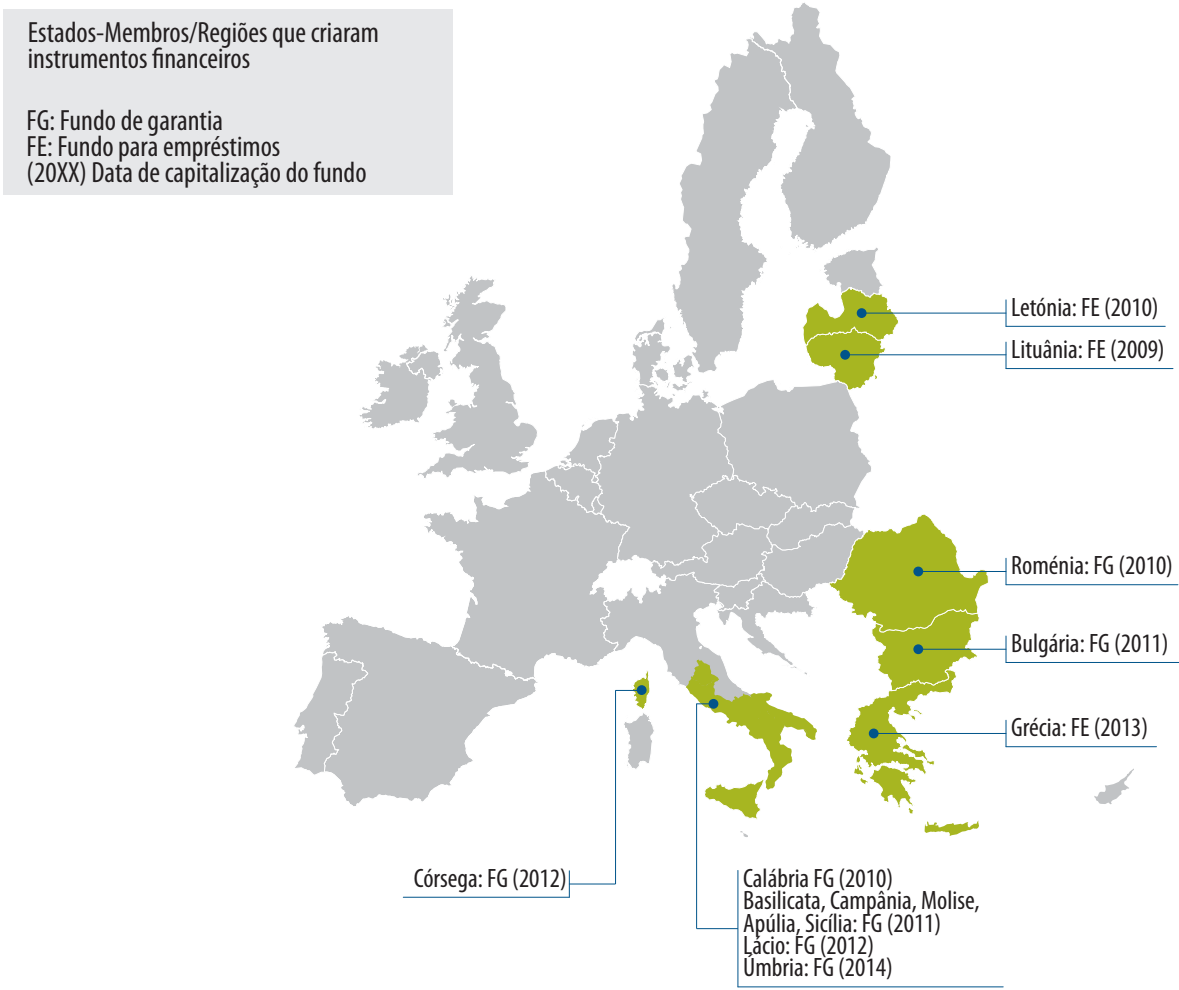 Estados-Membros/Regiões que criaram
instrumentos financeiros
FG: Fundo de garantia
FE: Fundo para empréstimos
(20XX) Data de capitalização do fundo
Letónia: FE (2010)
Lituânia: FE (2009)
Roménia: FG (2010)
Bulgária: FG (2011)
Grécia: FE (2013)
Córsega: FG (2012)
Calábria FG (2010)
Basilicata, Campânia, Molise,
Apúlia, Sicília: FG (2011)
Lácio: FG (2012)
Úmbria: FG (2014)